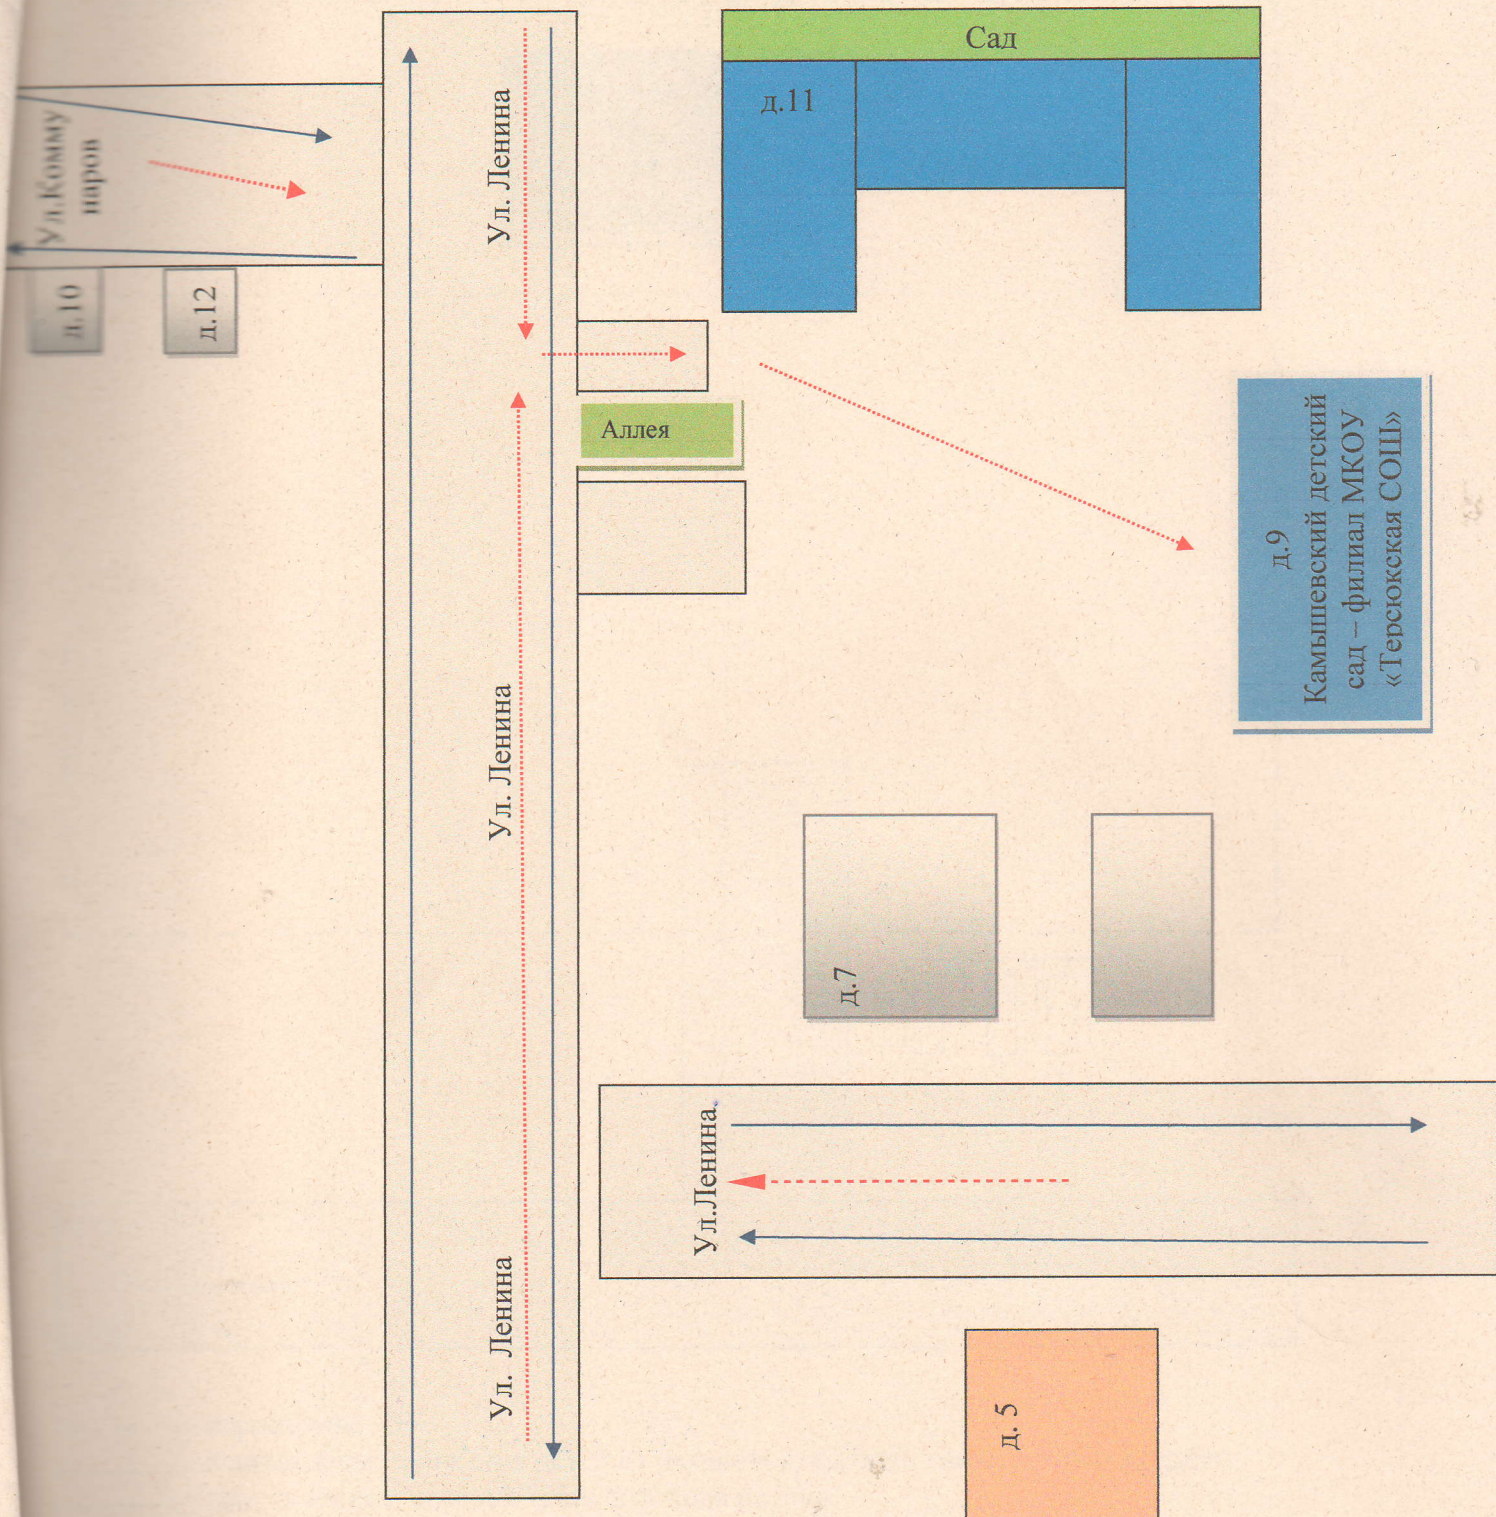 Сад
д.11
Ул. Ленина
Ул.Комму
наров
д.10
д.12
Аллея
д.9
Камышевский детский
сад – филиал МКОУ
«Терсюкская СОШ»
Ул. Ленина
д.7
Ул.Ленина
Ул. Ленина
д. 5